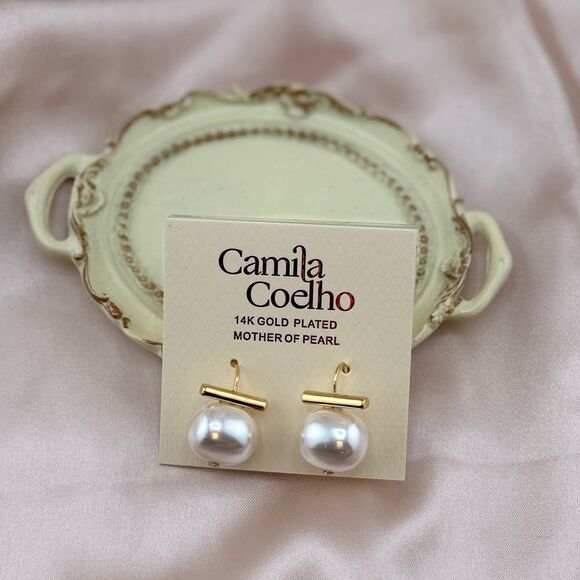 Camila
Coelho
14K GOLD PLATED
MOTHER OF PEARL